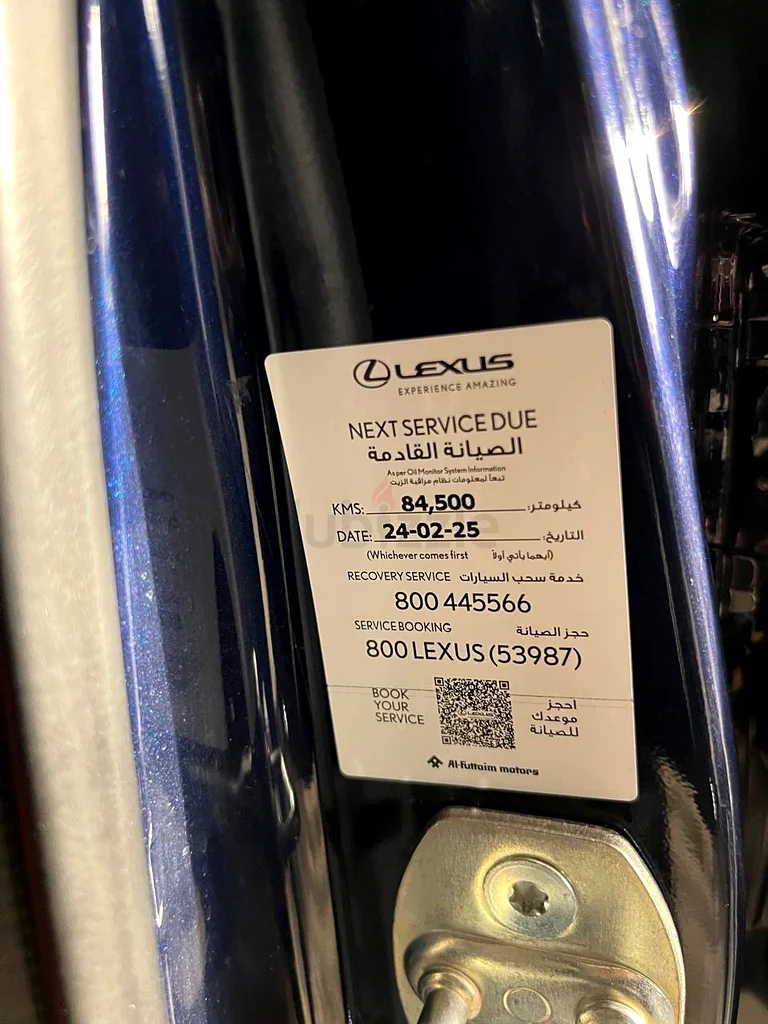 LEXUS
EXPERIENCE AMAZING
NEXT SERVICE DUE
الصيانة القادمة
As per Oil Monitor System Information
تبعاً لمعلومات نظام مراقبة الزيت
KMS: 84,500 كيلومتر:
DATE: 24-02-25 التاريخ:
(Whichever comes first أيهما يأتي أولاً)
RECOVERY SERVICE خدمة سحب السيارات
800 445566
SERVICE BOOKING حجز الصيانة
800 LEXUS (53987)
BOOK
YOUR
SERVICE
احجز
موعدك
للصيانة
Al-Futtaim motors
dubizzle